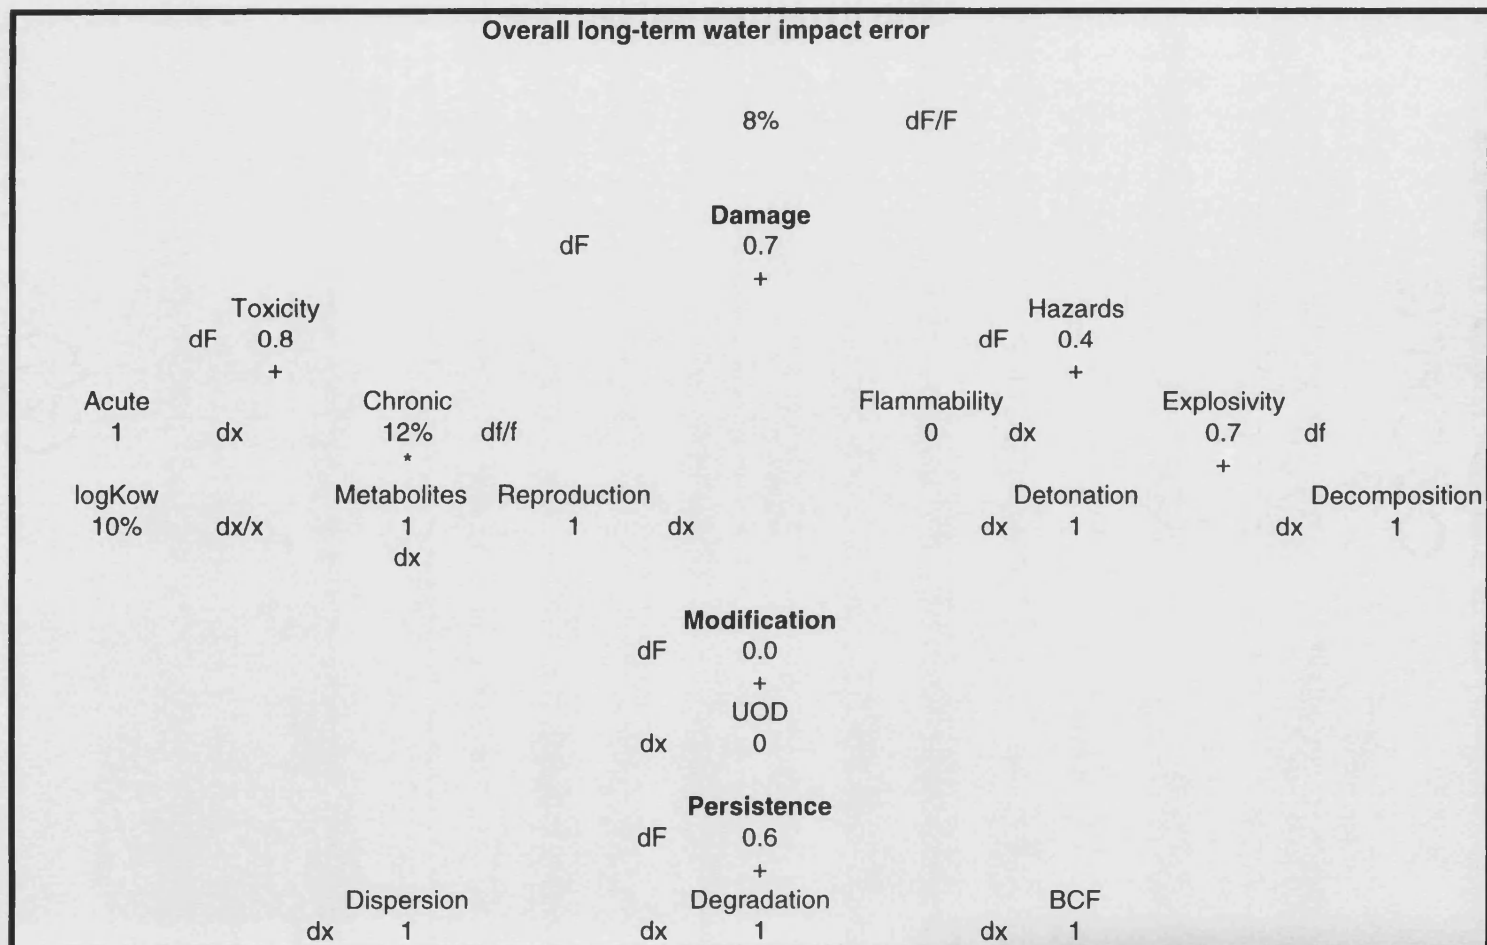 Overall long-term water impact error
8% dF/F
Damage
dF 0.7
+
Toxicity Hazards
dF 0.8 dF 0.4
+ +
Acute Chronic Flammability Explosivity
1 dx 12% df/f 0 dx 0.7 df
* +
logKow Metabolites Reproduction Detonation Decomposition
10% dx/x 1 1 dx dx 1 dx 1
dx
Modification
dF 0.0
+
UOD
dx 0
Persistence
dF 0.6
+
Dispersion Degradation BCF
dx 1 dx 1 dx 1